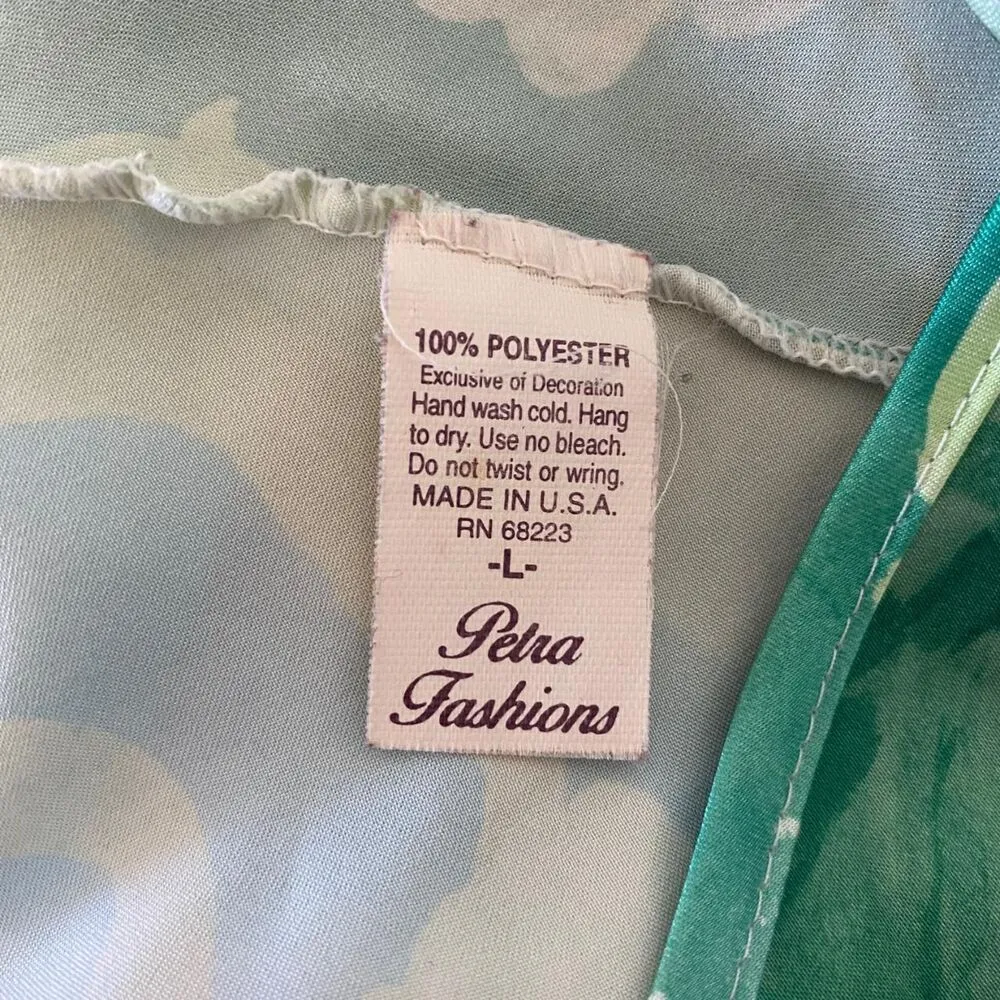 100% POLYESTER
Exclusive of Decoration
Hand wash cold. Hang
to dry. Use no bleach.
Do not twist or wring.
MADE IN U.S.A.
RN 68223
-L-
Petra
Fashions